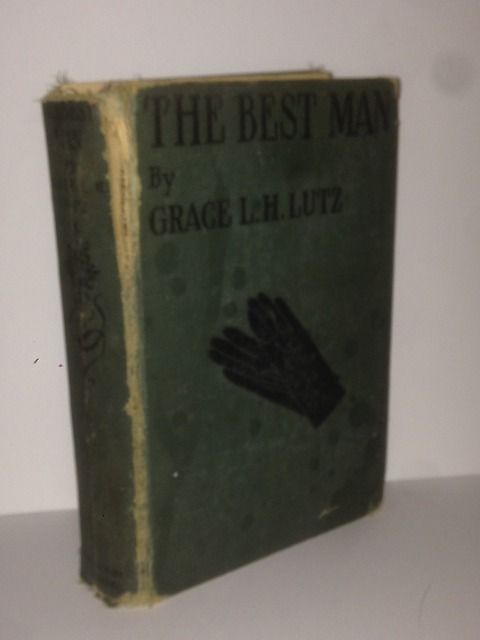 THE BEST MAN
By
GRACE L. H. LUTZ